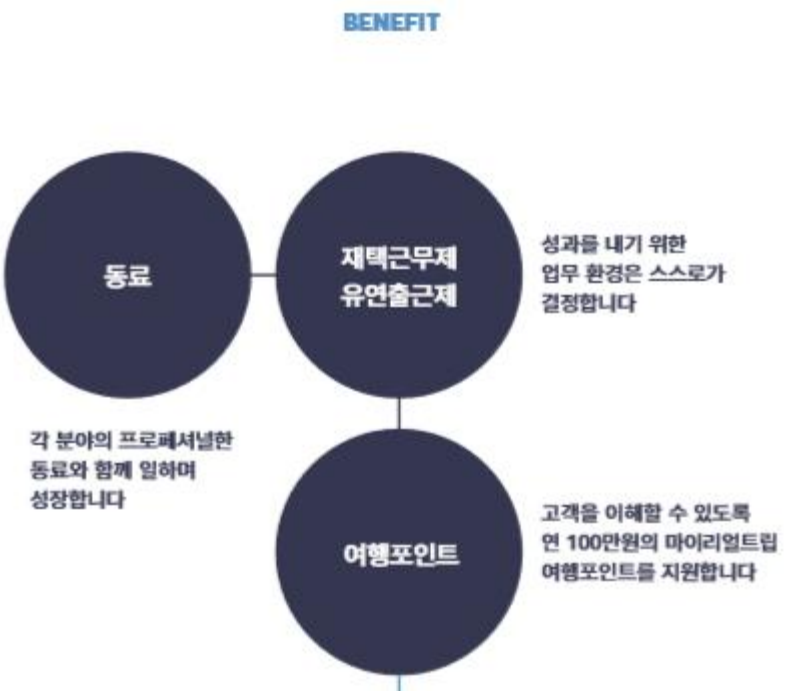 BENEFIT
동료
각 분야의 프로페셔널한
동료와 함께 일하며
성장합니다
재택근무제
유연출근제
성과를 내기 위한
업무 환경은 스스로가
결정합니다
여행포인트
고객을 이해할 수 있도록
연 100만원의 마이리얼트립
여행포인트를 지원합니다